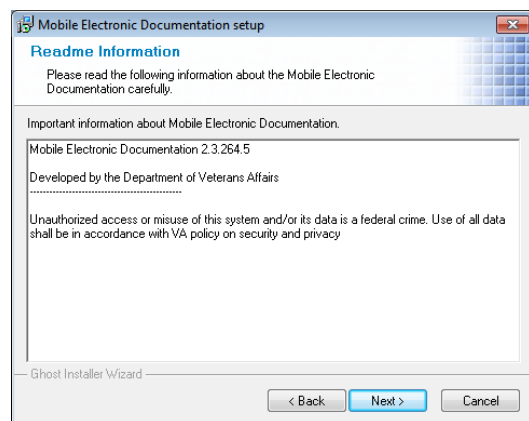 Mobile Electronic Documentation setup
Readme Information
Please read the following information about the Mobile Electronic
Documentation carefully.
Important information about Mobile Electronic Documentation.
Mobile Electronic Documentation 2.3.264.5
Developed by the Department of Veterans Affairs
----------------------------------------------
Unauthorized access or misuse of this system and/or its data is a federal crime. Use of all data
shall be in accordance with VA policy on security and privacy
Ghost Installer Wizard
< Back Next > Cancel